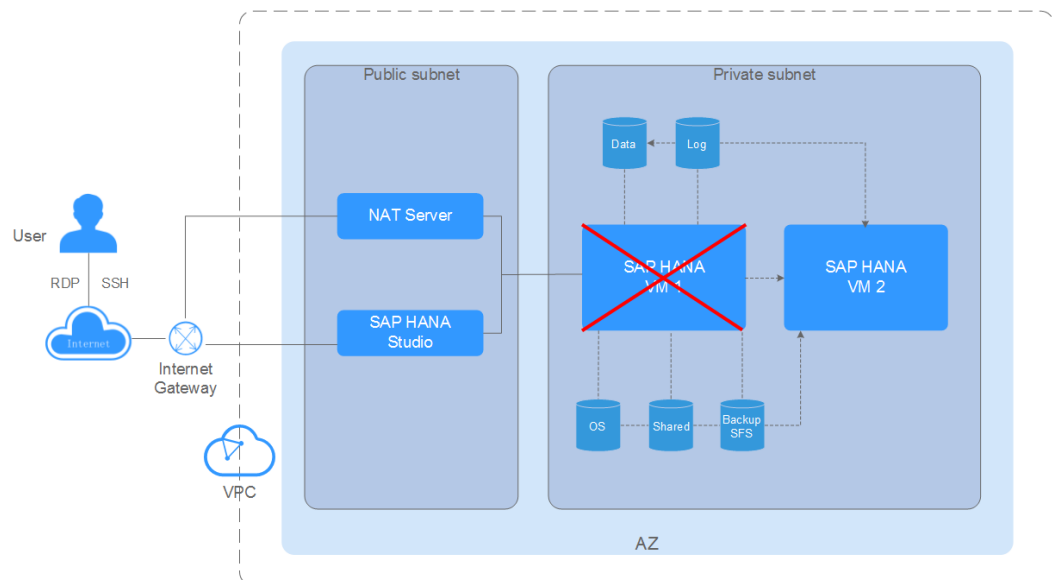 Public subnet
Private subnet
Data
Log
User
NAT Server
SAP HANA
VM 1
SAP HANA
VM 2
RDP
SSH
Internet
SAP HANA
Studio
Internet
Gateway
OS
Shared
Backup
SFS
VPC
AZ